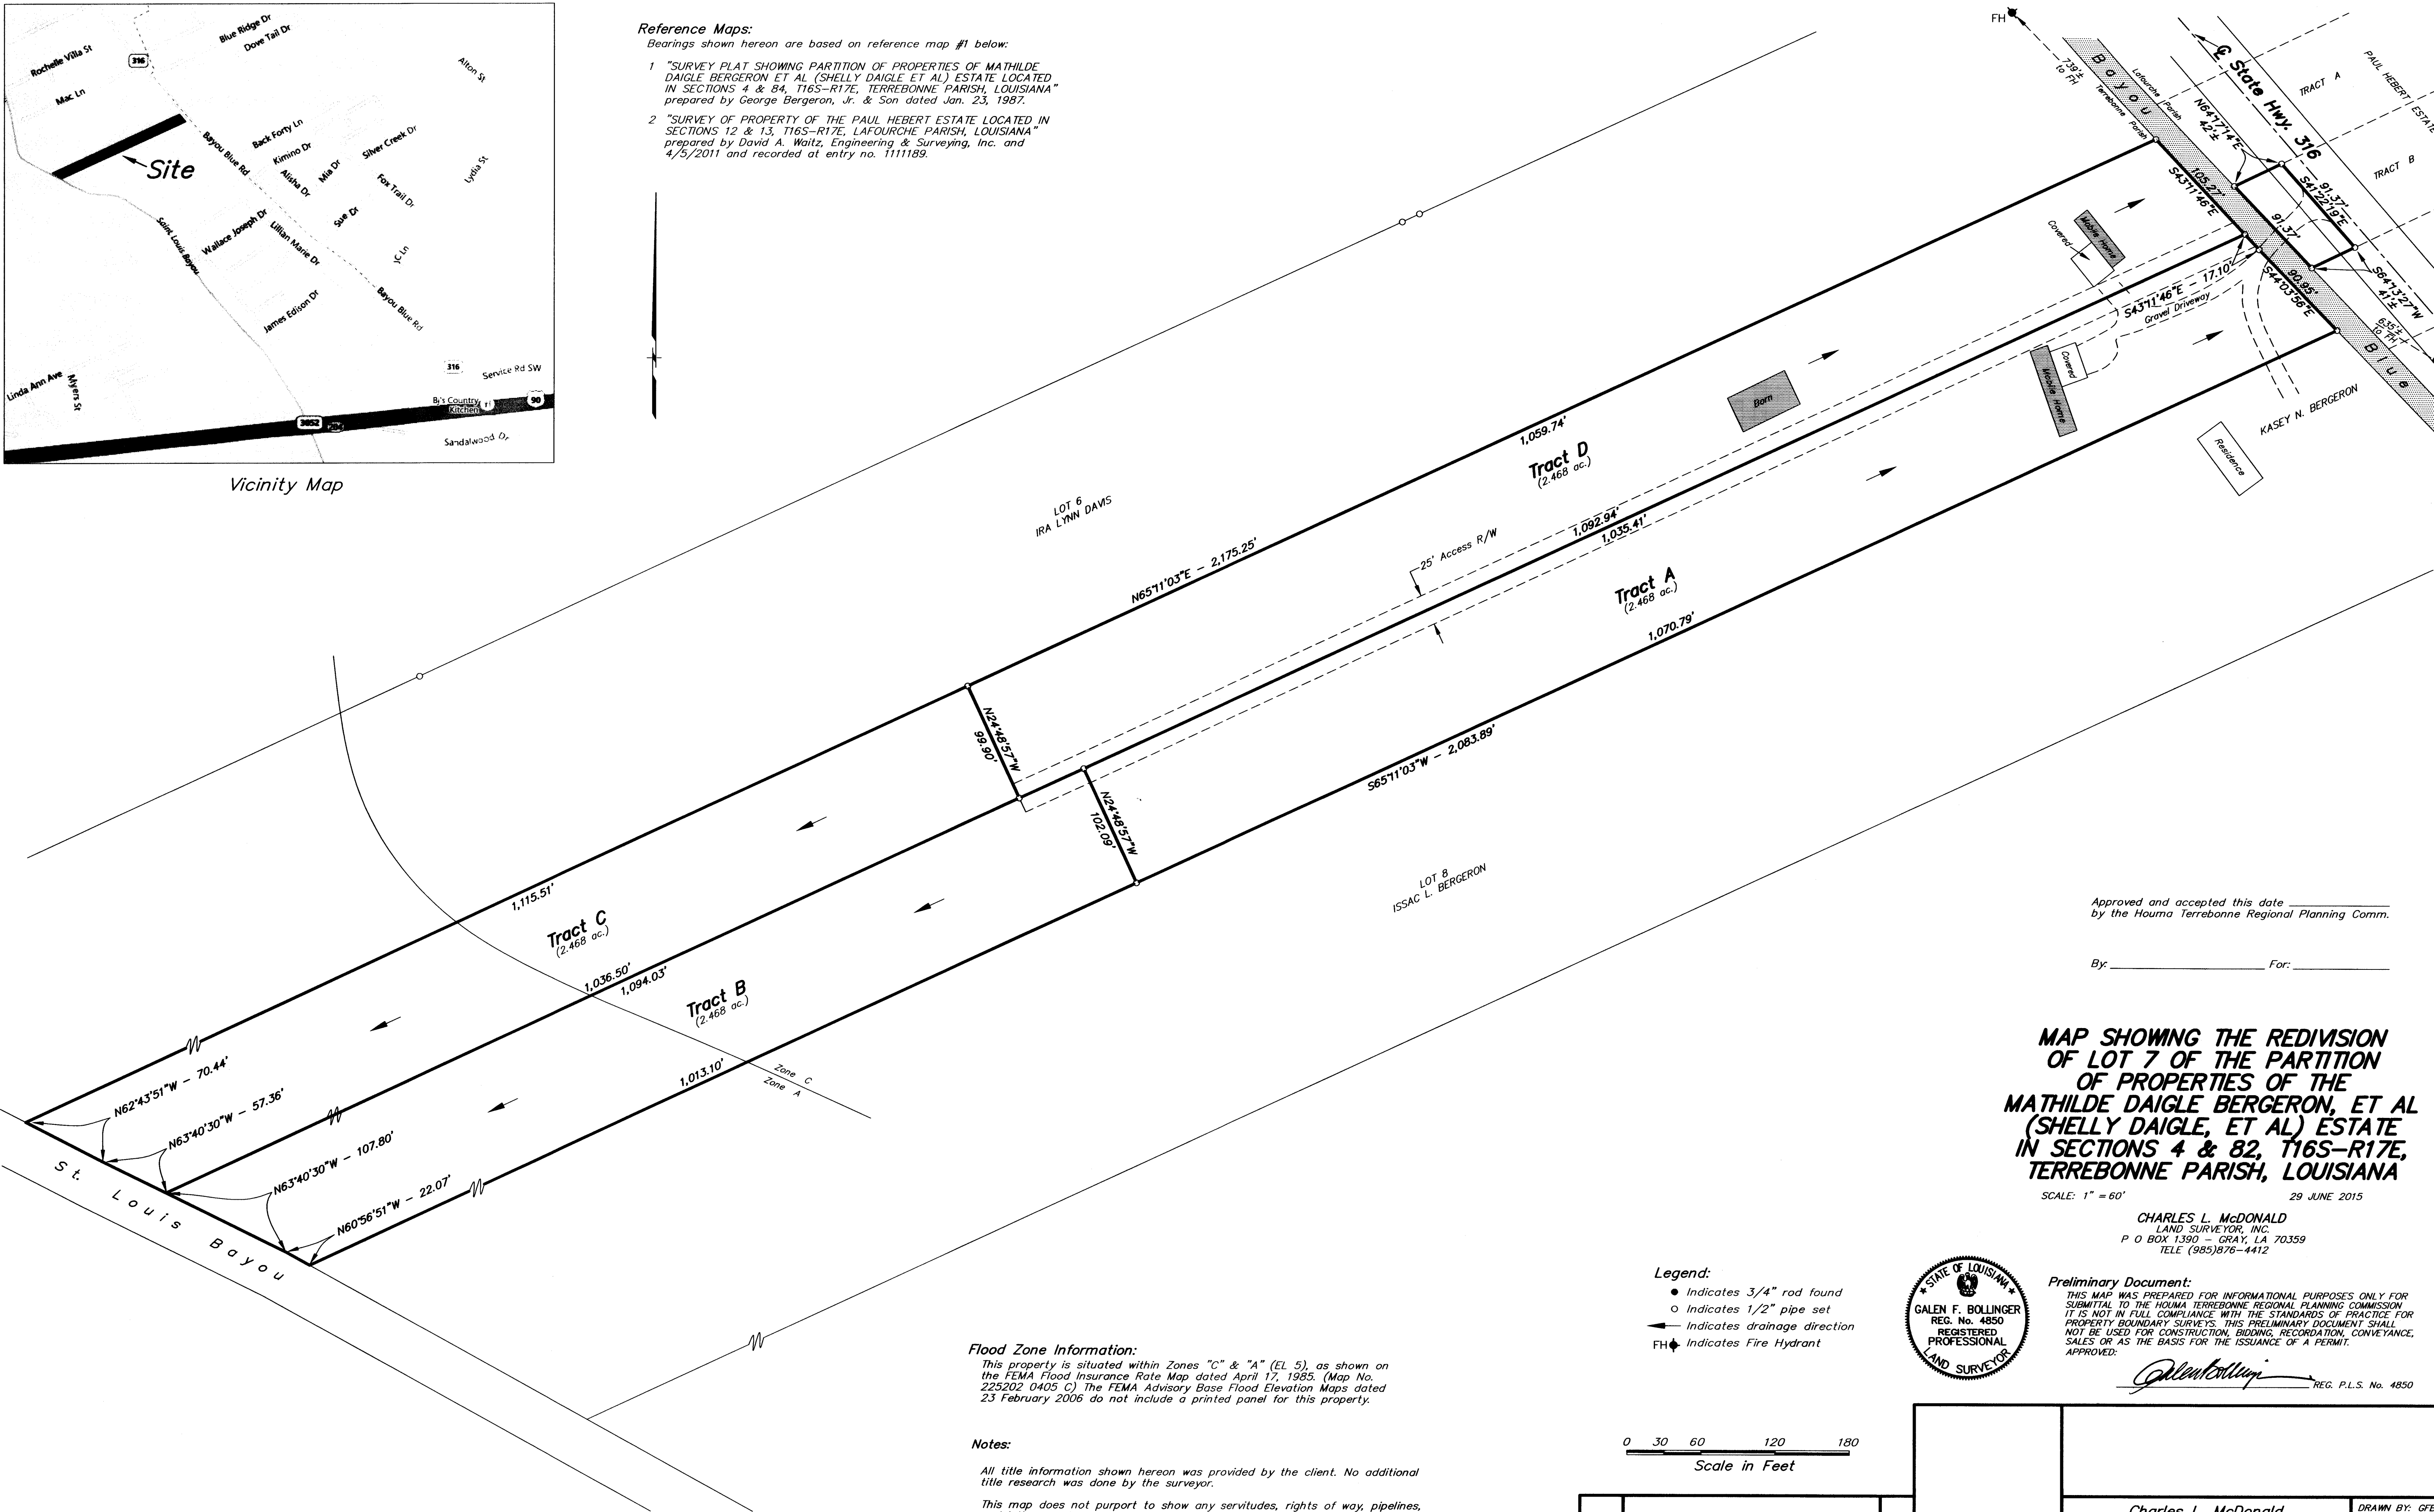 Rochelle Villa St
316
Blue Ridge Dr
Dove Tail Dr
Mac Ln
Alton St
Back Forty Ln
Bayou Blue Rd
Kimino Dr
Silver Creek Dr
Site
Alisha Dr
Mia Dr
Lydia St
Fox Trail Dr
Saint Louis Bayou
Wallace Joseph Dr
Sue Dr
Lillian Marie Dr
JC Ln
James Edison Dr
Bayou Blue Rd
Linda Ann Ave
Myers St
316
Service Rd SW
BJ's Country
Kitchen
90
3052
Sandalwood Dr
Vicinity Map
Reference Maps:
Bearings shown hereon are based on reference map #1 below:
1 "SURVEY PLAT SHOWING PARTITION OF PROPERTIES OF MATHILDE
DAIGLE BERGERON ET AL (SHELLY DAIGLE ET AL) ESTATE LOCATED
IN SECTIONS 4 & 84, T16S-R17E, TERREBONNE PARISH, LOUISIANA"
prepared by George Bergeron, Jr. & Son dated Jan. 23, 1987.
2 "SURVEY OF PROPERTY OF THE PAUL HEBERT ESTATE LOCATED IN
SECTIONS 12 & 13, T16S-R17E, LAFOURCHE PARISH, LOUISIANA"
prepared by David A. Waitz, Engineering & Surveying, Inc. and
4/5/2011 and recorded at entry no. 1111189.
FH
739'±
to FH
Bayou
Lafourche Parish
Terrebonne Parish
℄ State Hwy. 316
TRACT A
PAUL HEBERT ESTATE
TRACT B
N64°17'14"E
42'±
91.37'
S41°22'19"E
105.27'
S43°11'46"E
91.37'
S64°13'27"W
41'±
Covered
Mobile Home
S43°11'46"E - 17.10'
Gravel Driveway
90.95'
S44°03'56"E
635'±
to FH
Blue
Covered
Mobile Home
KASEY N. BERGERON
Residence
Barn
1,059.74'
Tract D
(2.468 ac.)
LOT 6
IRA LYNN DAVIS
N65°11'03"E - 2,175.25'
25' Access R/W
1,092.94'
1,035.41'
Tract A
(2.468 ac.)
1,070.79'
S65°11'03"W - 2,083.89'
N24°48'57"W
99.90'
N24°48'57"W
102.09'
LOT 8
ISSAC L. BERGERON
1,115.51'
Tract C
(2.468 ac.)
1,036.50'
1,094.03'
Tract B
(2.468 ac.)
1,013.10'
Zone C
Zone A
N62°43'51"W - 70.44'
N63°40'30"W - 57.36'
N63°40'30"W - 107.80'
N60°56'51"W - 22.07'
St. Louis Bayou
Approved and accepted this date
by the Houma Terrebonne Regional Planning Comm.
By: For:
MAP SHOWING THE REDIVISION
OF LOT 7 OF THE PARTITION
OF PROPERTIES OF THE
MATHILDE DAIGLE BERGERON, ET AL
(SHELLY DAIGLE, ET AL) ESTATE
IN SECTIONS 4 & 82, T16S-R17E,
TERREBONNE PARISH, LOUISIANA
SCALE: 1" = 60' 29 JUNE 2015
CHARLES L. McDONALD
LAND SURVEYOR, INC.
P O BOX 1390 - GRAY, LA 70359
TELE (985)876-4412
Legend:
Indicates 3/4" rod found
Indicates 1/2" pipe set
Indicates drainage direction
FH Indicates Fire Hydrant
STATE OF LOUISIANA
GALEN F. BOLLINGER
REG. No. 4850
REGISTERED
PROFESSIONAL
LAND SURVEYOR
Preliminary Document:
THIS MAP WAS PREPARED FOR INFORMATIONAL PURPOSES ONLY FOR
SUBMITTAL TO THE HOUMA TERREBONNE REGIONAL PLANNING COMMISSION
IT IS NOT IN FULL COMPLIANCE WITH THE STANDARDS OF PRACTICE FOR
PROPERTY BOUNDARY SURVEYS. THIS PRELIMINARY DOCUMENT SHALL
NOT BE USED FOR CONSTRUCTION, BIDDING, RECORDATION, CONVEYANCE,
SALES OR AS THE BASIS FOR THE ISSUANCE OF A PERMIT.
APPROVED:
Galen Bollinger
REG. P.L.S. No. 4850
Flood Zone Information:
This property is situated within Zones "C" & "A" (EL 5), as shown on
the FEMA Flood Insurance Rate Map dated April 17, 1985. (Map No.
225202 0405 C) The FEMA Advisory Base Flood Elevation Maps dated
23 February 2006 do not include a printed panel for this property.
Notes:
All title information shown hereon was provided by the client. No additional
title research was done by the surveyor.
This map does not purport to show any servitudes, rights of way, pipelines,
0 30 60 120 180
Scale in Feet
Charles L. McDonald
DRAWN BY: GFD